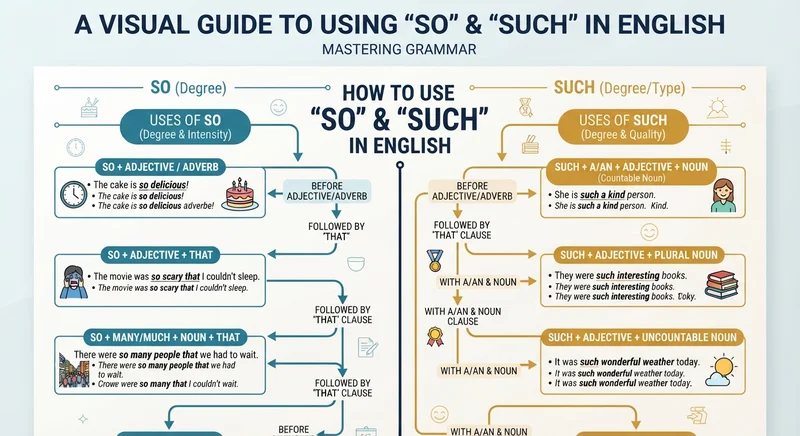 A VISUAL GUIDE TO USING “SO” & “SUCH” IN ENGLISH
MASTERING GRAMMAR
SO (Degree)
USES OF SO
(Degree & Intensity)
SO + ADJECTIVE / ADVERB
• The cake is so delicious!
• The cake is so delicious!
• The cake is so delicious adverbe!
BEFORE
ADJECTIVE/ADVERB
FOLLOWED BY
"THAT"
SO + ADJECTIVE + THAT
• The movie was so scary that I couldn't sleep.
• The movie was so scary that I couldn't sleep.
FOLLOWED BY
"THAT" CLAUSE
SO + MANY/MUCH + NOUN + THAT
There were so many people that we had to wait.
• There were so many people that we had
to wait.
• Crowe were so many that I couldn't wait.
FOLLOWED BY
"THAT" CLAUSE
BEFORE
HOW TO USE
“SO” & “SUCH”
IN ENGLISH
SUCH (Degree/Type)
USES OF SUCH
(Degree & Quality)
BEFORE
ADJECTIVE/ADVERB
SUCH + A/AN + ADJECTIVE + NOUN
(Countable Noun)
• She is such a kind person.
• She is such a kind person. Kind.
FOLLOWED BY
"THAT" CLAUSE
SUCH + ADJECTIVE + PLURAL NOUN
• They were such interesting books.
• They were such interesting books.
• They were such interesting books.
WITH A/AN & NOUN
WITH A/AN & NOUN
CLAUSE
SUCH + ADJECTIVE + UNCOUNTABLE NOUN
• It was such wonderful weather today.
• It was such wonderful weather today.
• It was such wonderful weather today.
WITH A/AN & NOUN
WITH A/AN & NOUN